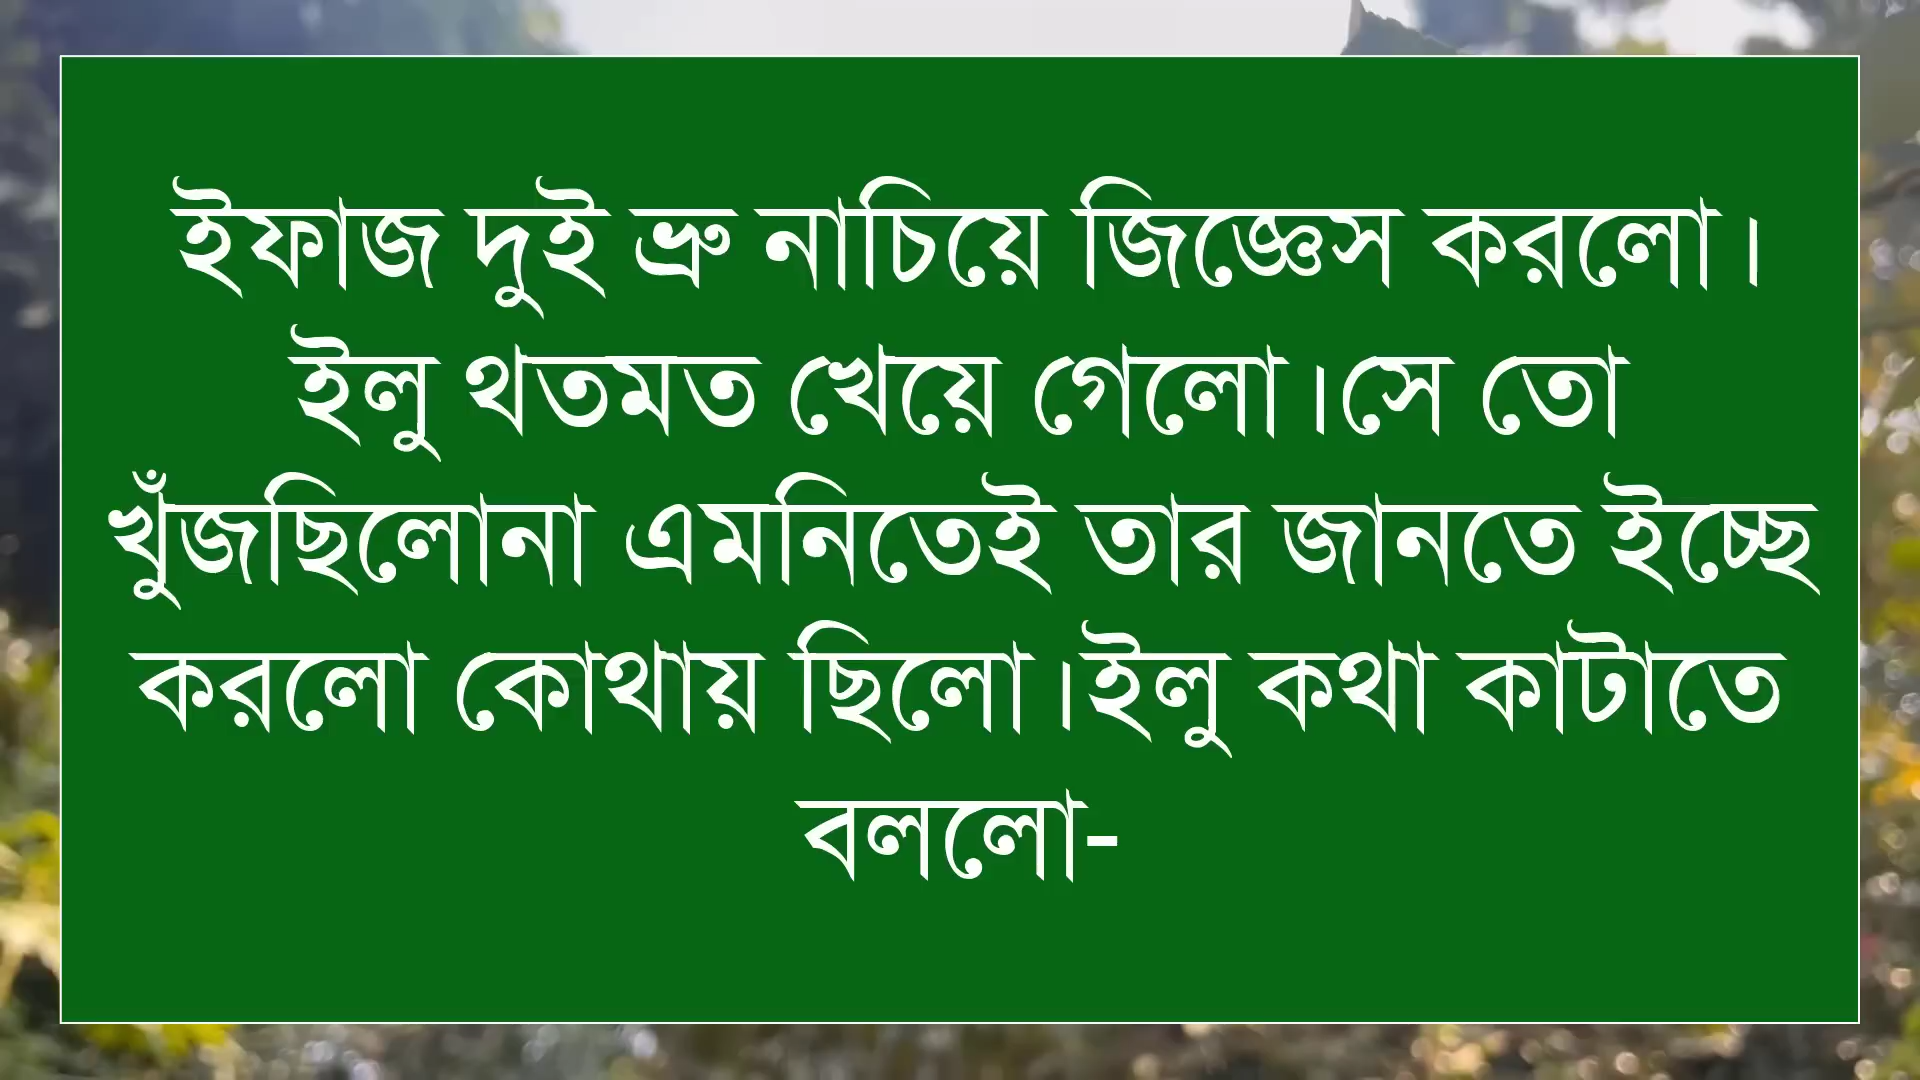 ইফাজ দুই ভ্রু নাচিয়ে জিজ্ঞেস করলো।
ইলু থতমত খেয়ে গেলো।সে তো
খুঁজছিলোনা এমনিতেই তার জানতে ইচ্ছে
করলো কোথায় ছিলো।ইলু কথা কাটাতে
বললো-